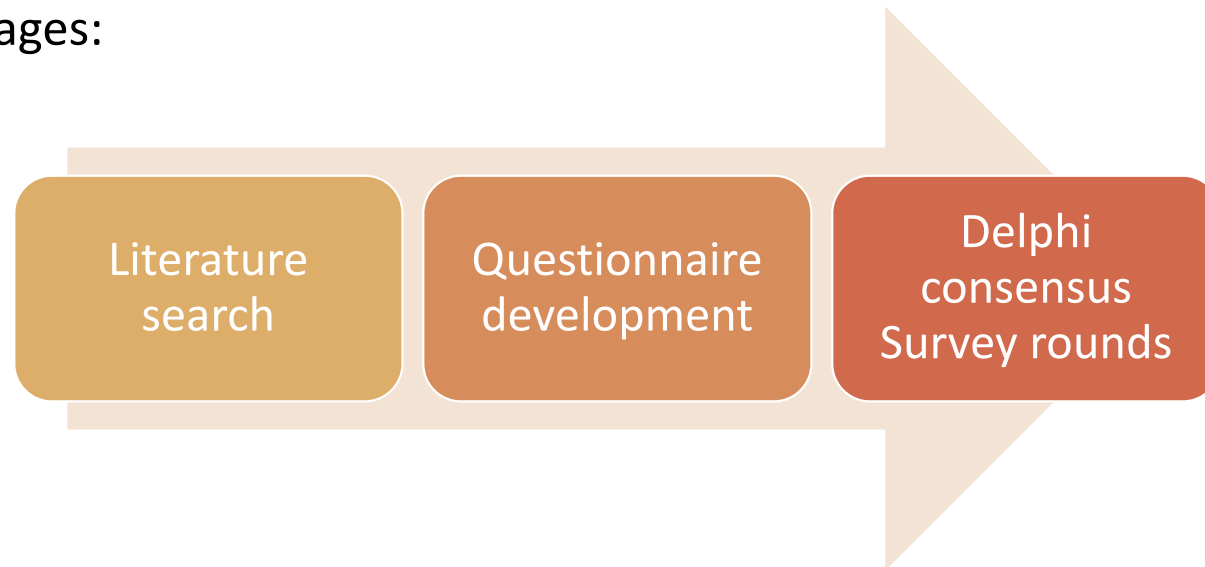 ages:
Literature
search
Questionnaire
development
Delphi
consensus
Survey rounds